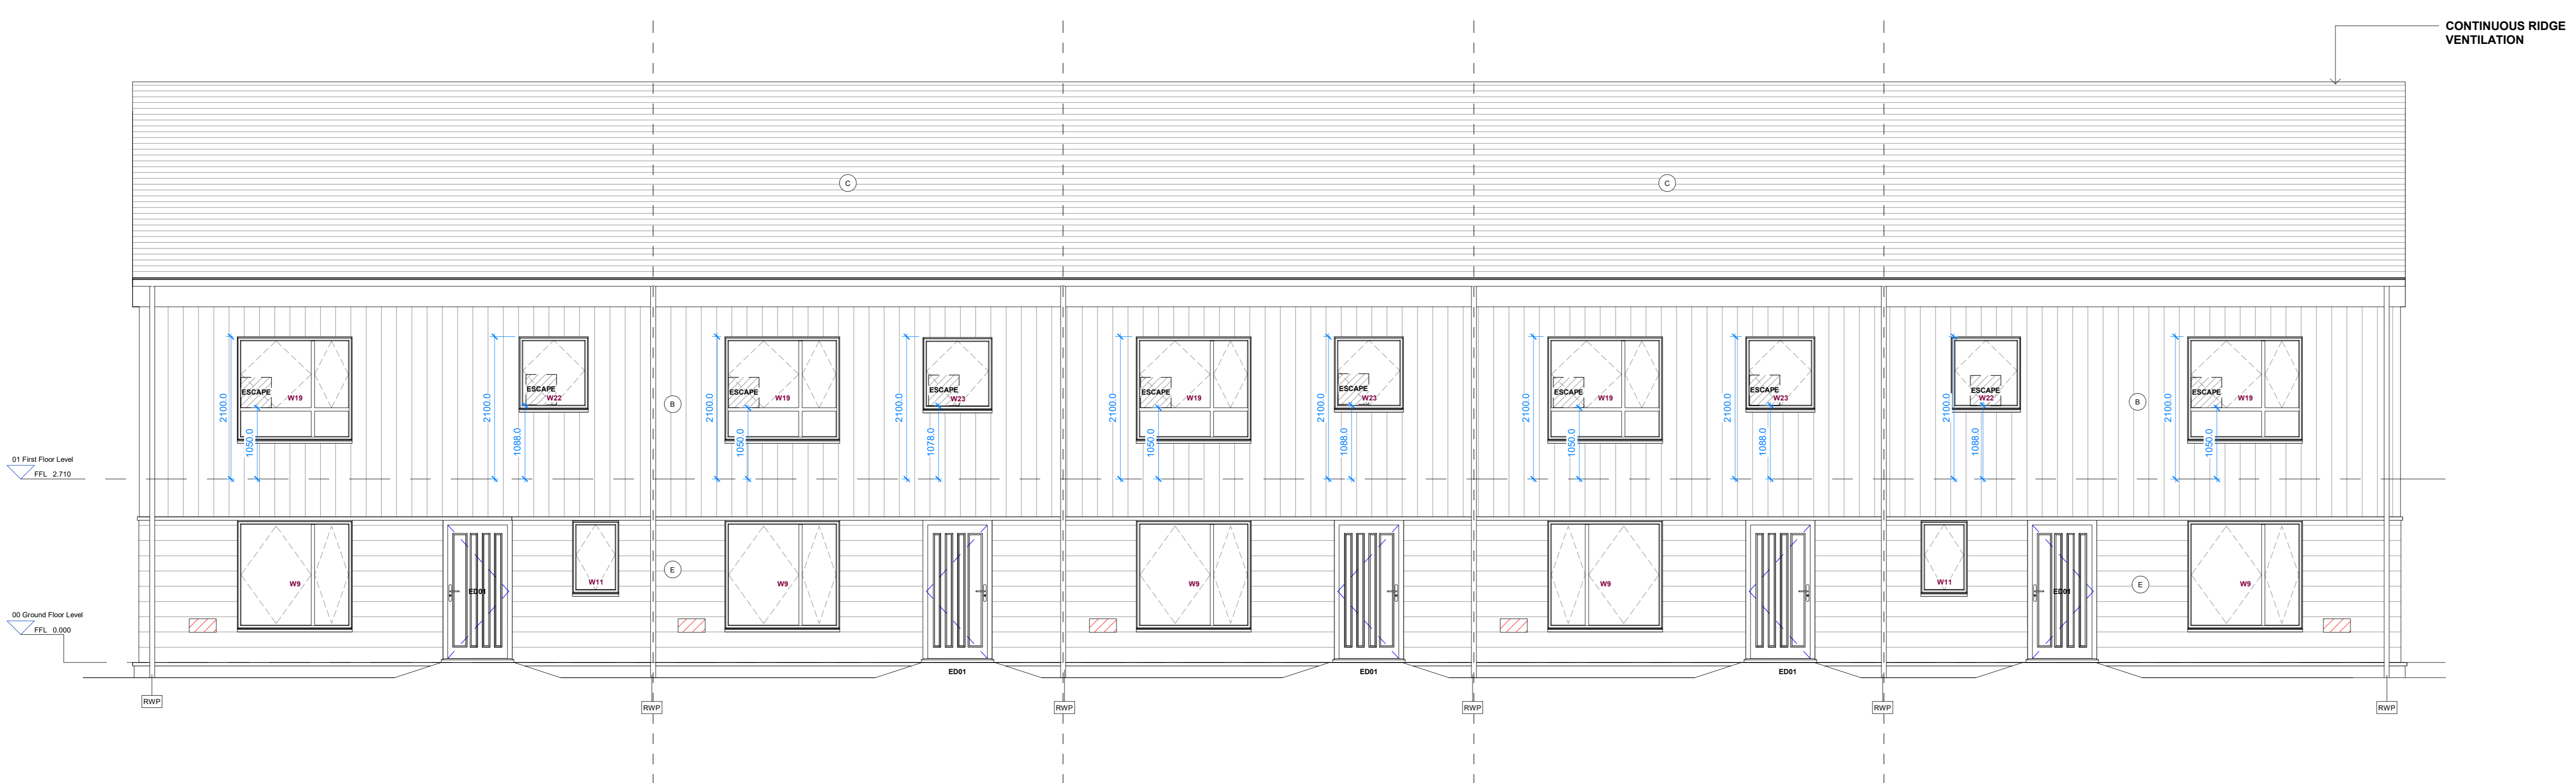 CONTINUOUS RIDGE
VENTILATION
C
C
2100.0
ESCAPE
W19
1050.0
2100.0
ESCAPE
W22
1088.0
B
2100.0
ESCAPE
W19
1050.0
2100.0
ESCAPE
W23
1078.0
2100.0
ESCAPE
W19
1050.0
2100.0
ESCAPE
W23
1088.0
2100.0
ESCAPE
W19
1050.0
2100.0
ESCAPE
W23
1088.0
2100.0
ESCAPE
W22
1088.0
B
2100.0
ESCAPE
W19
1050.0
01 First Floor Level
FFL 2.710
W9
ED01
W11
E
W9
W9
W9
W11
ED01
E
W9
00 Ground Floor Level
FFL 0.000
ED01
ED01
ED01
RWP
RWP
RWP
RWP
RWP
RWP